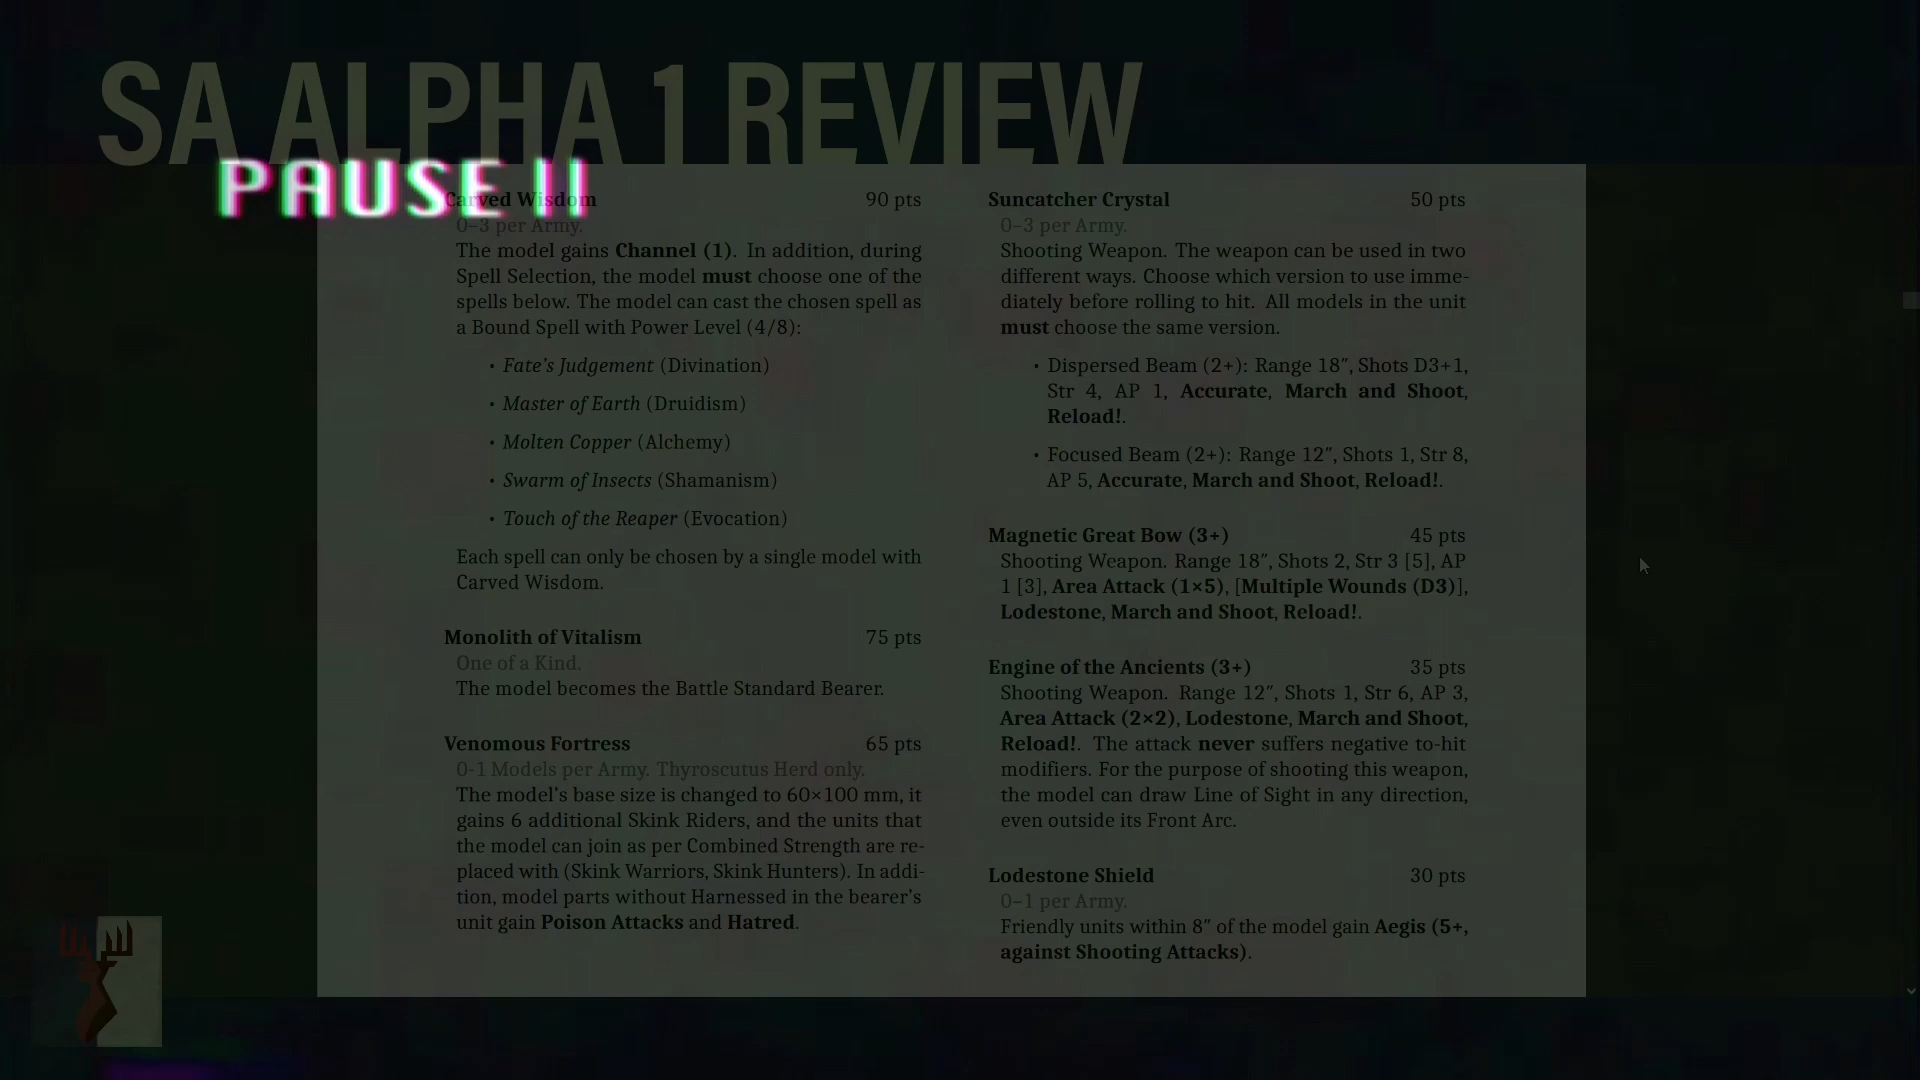 SA ALPHA 1 REVIEW
PAUSE II
Carved Wisdom 90 pts
0–3 per Army.
The model gains Channel (1). In addition, during
Spell Selection, the model must choose one of the
spells below. The model can cast the chosen spell as
a Bound Spell with Power Level (4/8):
• Fate's Judgement (Divination)
• Master of Earth (Druidism)
• Molten Copper (Alchemy)
• Swarm of Insects (Shamanism)
• Touch of the Reaper (Evocation)
Each spell can only be chosen by a single model with
Carved Wisdom.
Monolith of Vitalism 75 pts
One of a Kind.
The model becomes the Battle Standard Bearer.
Venomous Fortress 65 pts
0-1 Models per Army. Thyroscutus Herd only.
The model's base size is changed to 60×100 mm, it
gains 6 additional Skink Riders, and the units that
the model can join as per Combined Strength are re-
placed with (Skink Warriors, Skink Hunters). In addi-
tion, model parts without Harnessed in the bearer's
unit gain Poison Attacks and Hatred.
Suncatcher Crystal 50 pts
0–3 per Army.
Shooting Weapon. The weapon can be used in two
different ways. Choose which version to use imme-
diately before rolling to hit. All models in the unit
must choose the same version.
• Dispersed Beam (2+): Range 18″, Shots D3+1,
Str 4, AP 1, Accurate, March and Shoot,
Reload!.
• Focused Beam (2+): Range 12″, Shots 1, Str 8,
AP 5, Accurate, March and Shoot, Reload!.
Magnetic Great Bow (3+) 45 pts
Shooting Weapon. Range 18″, Shots 2, Str 3 [5], AP
1 [3], Area Attack (1×5), [Multiple Wounds (D3)],
Lodestone, March and Shoot, Reload!.
Engine of the Ancients (3+) 35 pts
Shooting Weapon. Range 12″, Shots 1, Str 6, AP 3,
Area Attack (2×2), Lodestone, March and Shoot,
Reload!. The attack never suffers negative to-hit
modifiers. For the purpose of shooting this weapon,
the model can draw Line of Sight in any direction,
even outside its Front Arc.
Lodestone Shield 30 pts
0–1 per Army.
Friendly units within 8″ of the model gain Aegis (5+,
against Shooting Attacks).